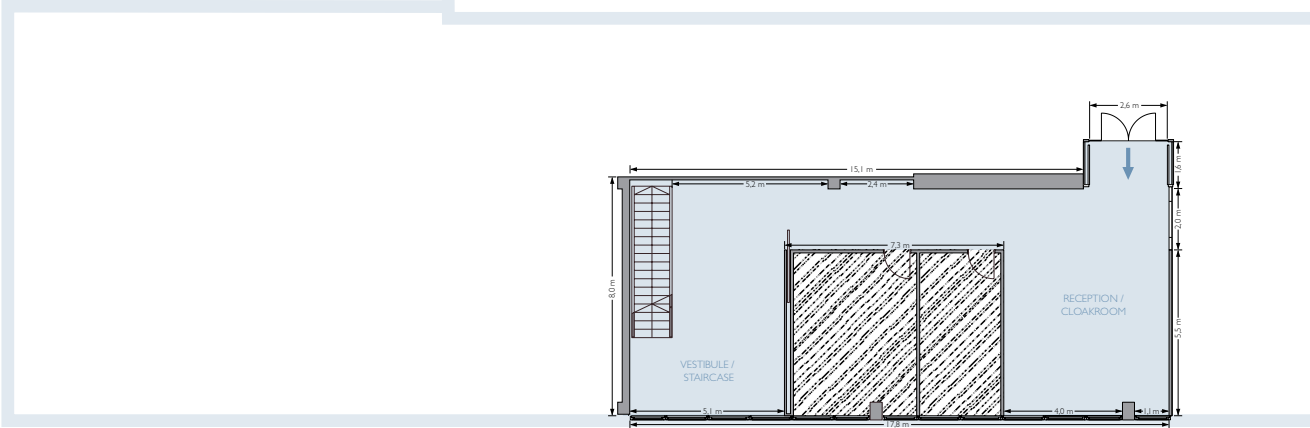 2,6 m
1,6 m
15,1 m
5,2 m
2,4 m
2,0 m
7,3 m
8,0 m
RECEPTION /
CLOAKROOM
5,5 m
VESTIBULE /
STAIRCASE
5,1 m
4,0 m
1,1 m
17,8 m